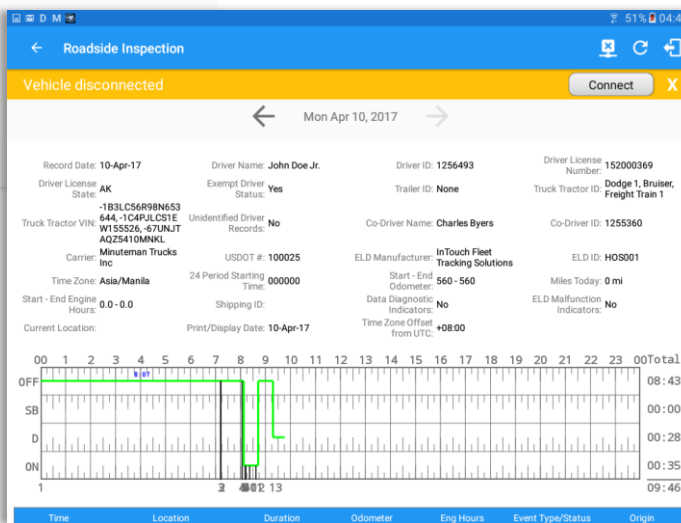 D M 51% 04:4
Roadside Inspection
Vehicle disconnected Connect X
Mon Apr 10, 2017
Record Date: 10-Apr-17 Driver Name: John Doe Jr. Driver ID: 1256493 Driver License Number: 152000369
Driver License State: AK Exempt Driver Status: Yes Trailer ID: None Truck Tractor ID: Dodge 1, Bruiser, Freight Train 1
Truck Tractor VIN: -1B3LC56R98N653 644, -1C4PJLCS1E W155526, -67UNJT AQZ5410MNKL Unidentified Driver Records: No Co-Driver Name: Charles Byers Co-Driver ID: 1255360
Carrier: Minuteman Trucks Inc USDOT #: 100025 ELD Manufacturer: InTouch Fleet Tracking Solutions ELD ID: HOS001
Time Zone: Asia/Manila 24 Period Starting Time: 000000 Start - End Odometer: 560 - 560 Miles Today: 0 mi
Start - End Engine Hours: 0.0 - 0.0 Shipping ID: Data Diagnostic Indicators: No ELD Malfunction Indicators: No
Current Location: Print/Display Date: 10-Apr-17 Time Zone Offset from UTC: +08:00
00 1 2 3 4 5 6 7 8 9 10 11 12 13 14 15 16 17 18 19 20 21 22 23 00 Total
8:07
OFF 08:43
SB 00:00
D 00:28
ON 00:35
1 2 13 09:46
Time Location Duration Odometer Eng Hours Event Type/Status Origin